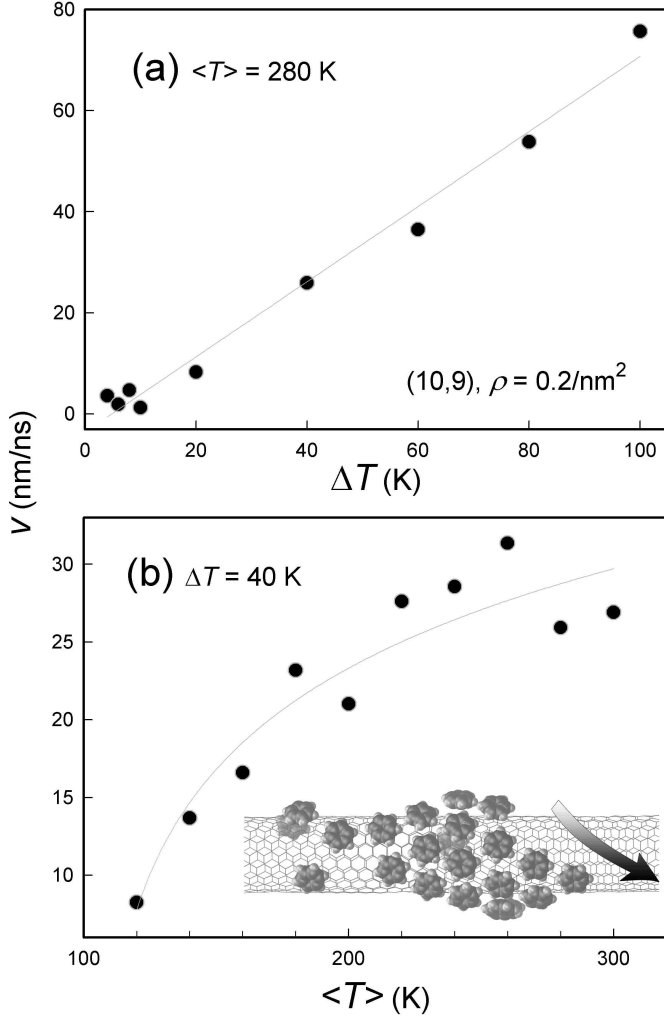 80
(a) <T> = 280 K
60
40
20
(10,9), ρ = 0.2/nm²
0
0 20 40 60 80 100
ΔT (K)
v (nm/ns)
30
(b) ΔT = 40 K
25
20
15
10
100 200 300
<T> (K)